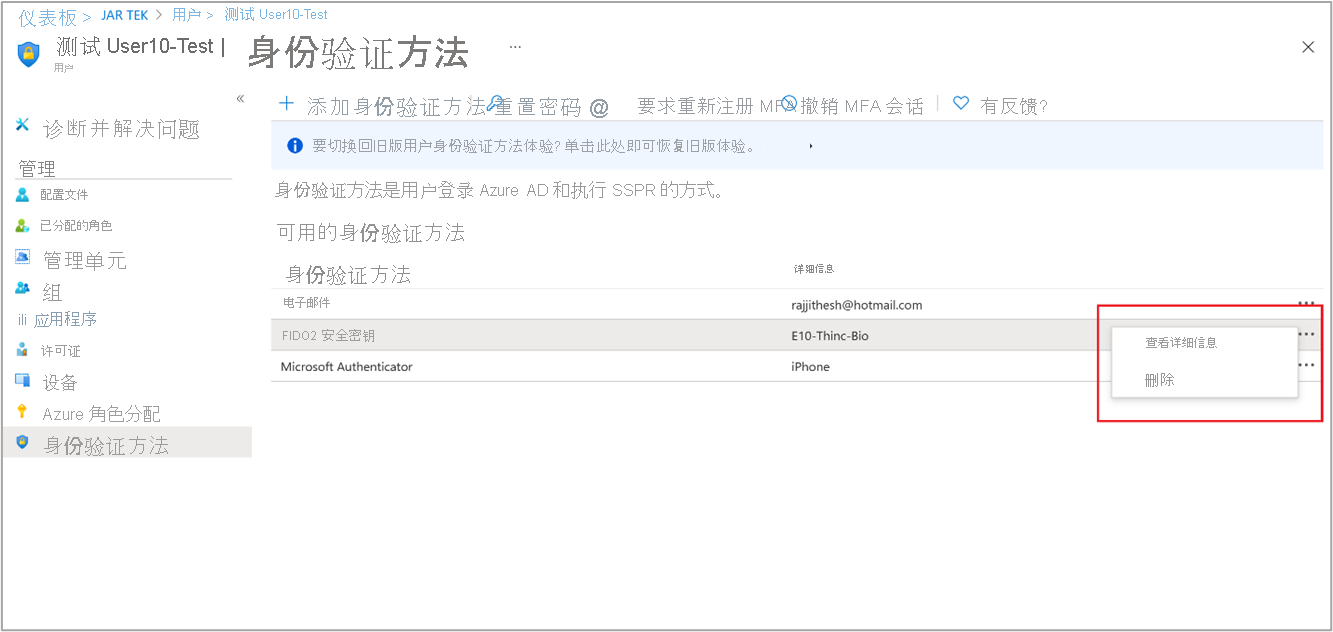 仪表板 > JAR TEK > 用户 > 测试 User10-Test
测试 User10-Test | 身份验证方法 ...
用户
«
+ 添加身份验证方法 重置密码 @ 要求重新注册 MFA 撤销 MFA 会话 | 有反馈?
诊断并解决问题
要切换回旧版用户身份验证方法体验? 单击此处即可恢复旧版体验。
管理
配置文件
已分配的角色
管理单元
组
ili 应用程序
许可证
设备
Azure 角色分配
身份验证方法
身份验证方法是用户登录 Azure AD 和执行 SSPR 的方式。
可用的身份验证方法
身份验证方法 详细信息
电子邮件 rajjithesh@hotmail.com ...
FIDO2 安全密钥 E10-Thinc-Bio ...
Microsoft Authenticator iPhone ...
查看详细信息
删除